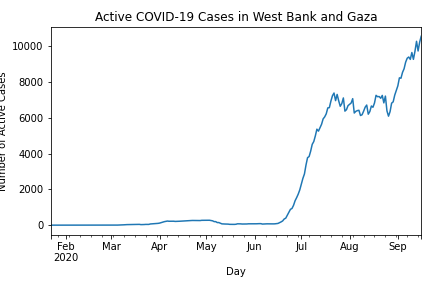 Active COVID-19 Cases in West Bank and Gaza
Number of Active Cases
10000
8000
6000
4000
2000
0
Feb Mar Apr May Jun Jul Aug Sep
2020
Day